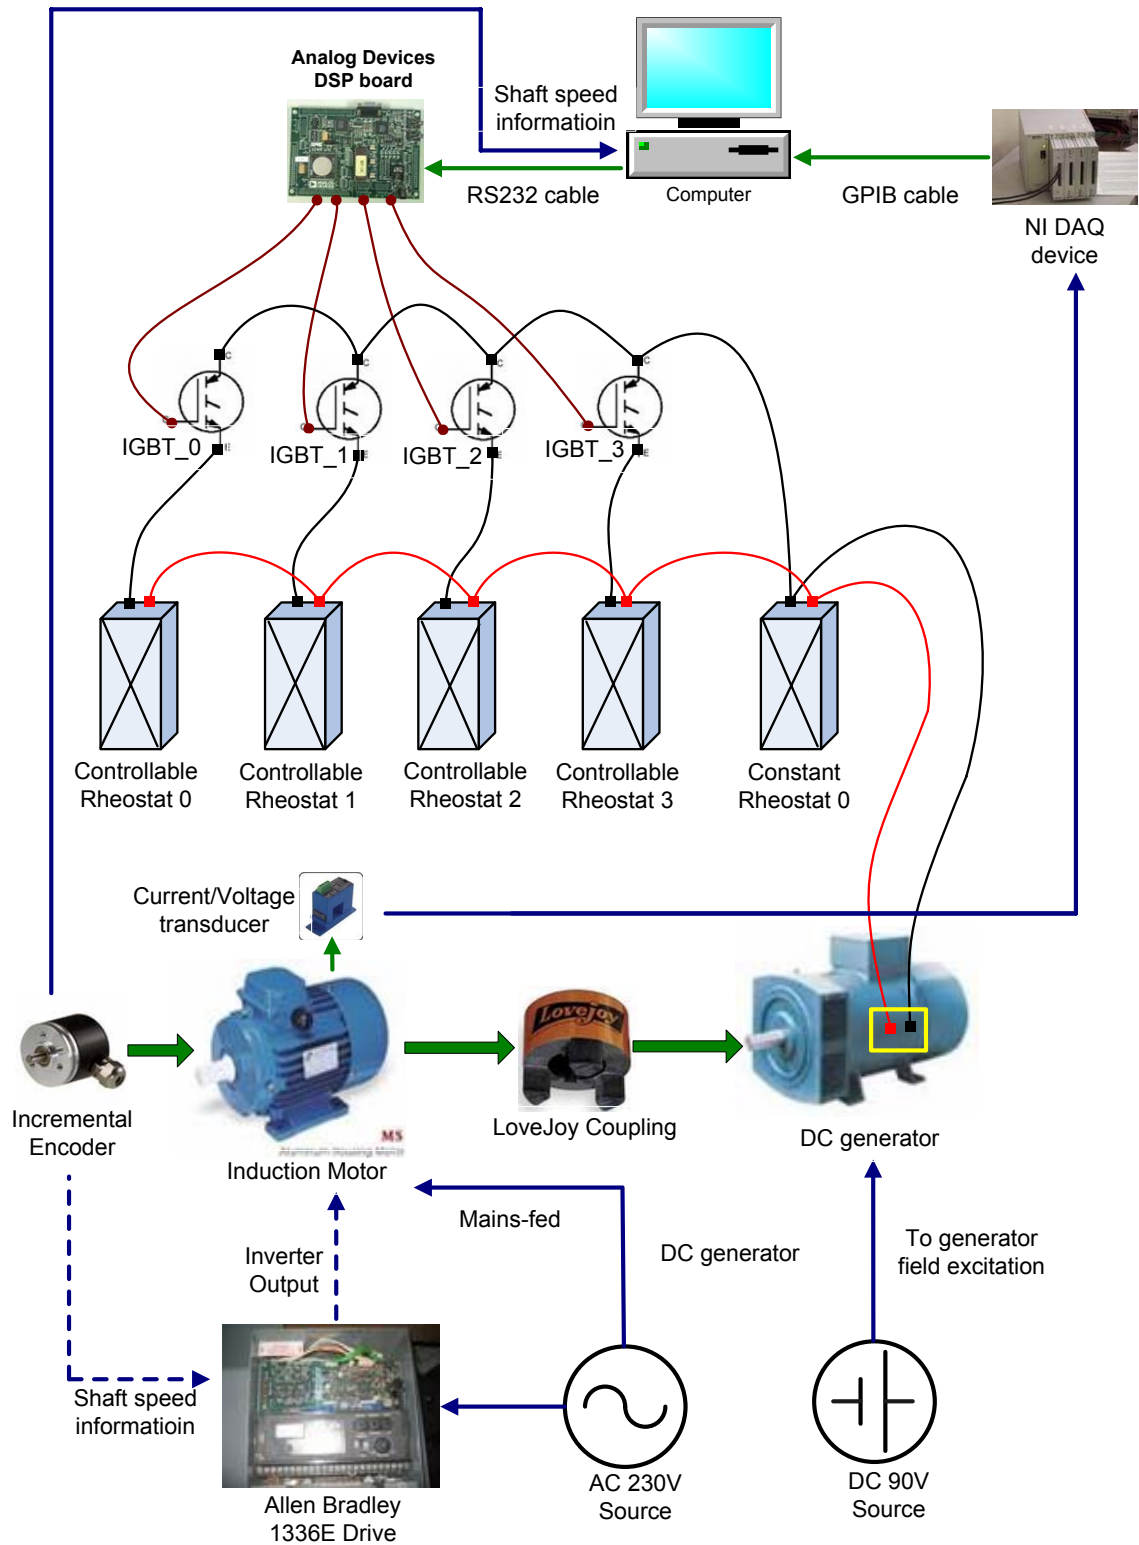 Analog Devices
DSP board
Shaft speed
informatioin
RS232 cable
Computer
GPIB cable
NI DAQ
device
C
C
C
C
IGBT_0
IGBT_1
IGBT_2
IGBT_3
E
E
E
E
Controllable
Rheostat 0
Controllable
Rheostat 1
Controllable
Rheostat 2
Controllable
Rheostat 3
Constant
Rheostat 0
Current/Voltage
transducer
Lovejoy
Incremental
Encoder
MS
Induction Motor
LoveJoy Coupling
DC generator
Mains-fed
Inverter
Output
DC generator
To generator
field excitation
Shaft speed
informatioin
Allen Bradley
1336E Drive
AC 230V
Source
DC 90V
Source